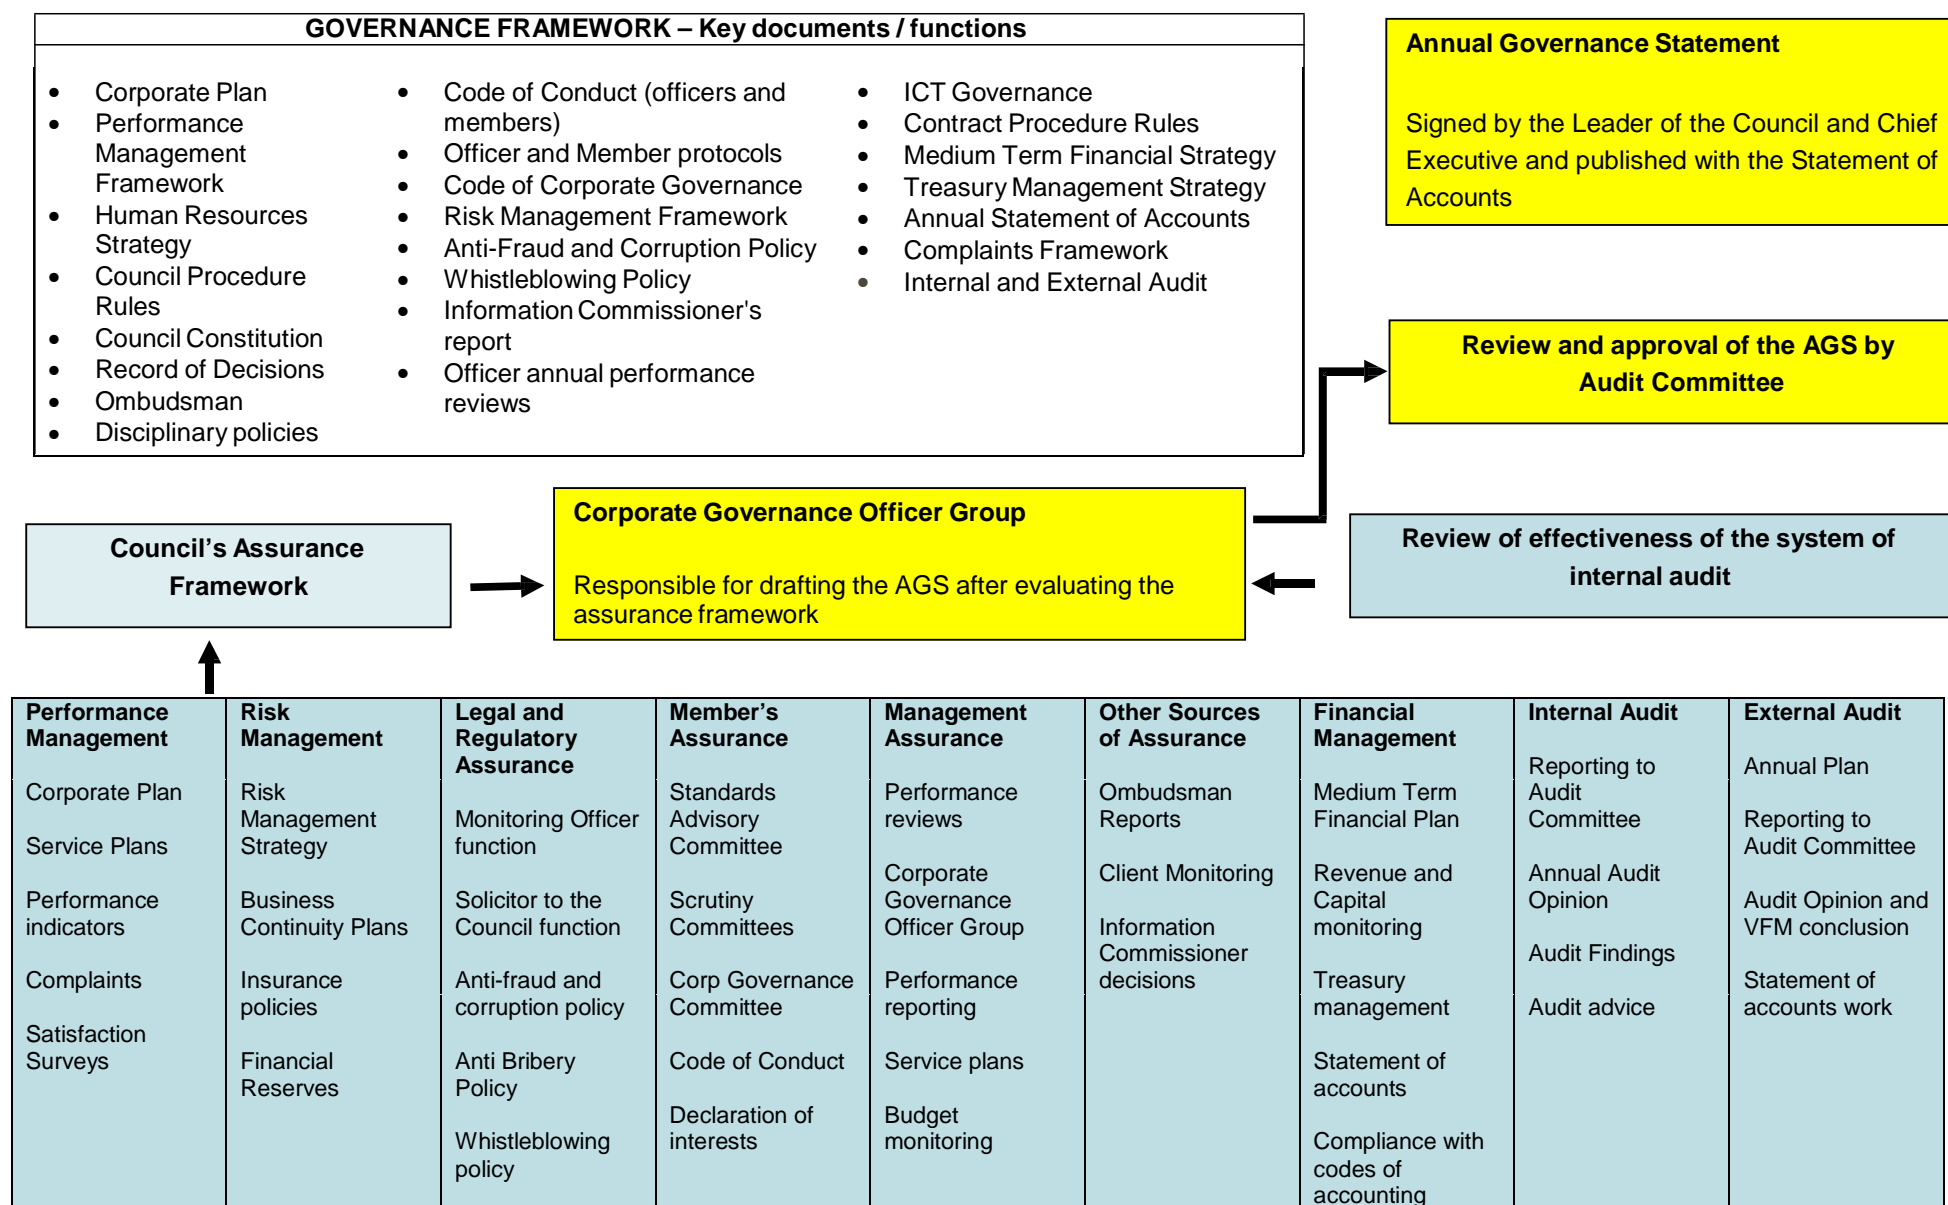 GOVERNANCE FRAMEWORK – Key documents / functions
Corporate Plan
Performance
Management
Framework
Human Resources
Strategy
Council Procedure
Rules
Council Constitution
Record of Decisions
Ombudsman
Disciplinary policies
Code of Conduct (officers and
members)
Officer and Member protocols
Code of Corporate Governance
Risk Management Framework
Anti-Fraud and Corruption Policy
Whistleblowing Policy
Information Commissioner's
report
Officer annual performance
reviews
ICT Governance
Contract Procedure Rules
Medium Term Financial Strategy
Treasury Management Strategy
Annual Statement of Accounts
Complaints Framework
Internal and External Audit
Annual Governance Statement
Signed by the Leader of the Council and Chief
Executive and published with the Statement of
Accounts
Review and approval of the AGS by
Audit Committee
Council’s Assurance
Framework
Corporate Governance Officer Group
Responsible for drafting the AGS after evaluating the
assurance framework
Review of effectiveness of the system of
internal audit
Performance
Management
Corporate Plan
Service Plans
Performance
indicators
Complaints
Satisfaction
Surveys
Risk
Management
Risk
Management
Strategy
Business
Continuity Plans
Insurance
policies
Financial
Reserves
Legal and
Regulatory
Assurance
Monitoring Officer
function
Solicitor to the
Council function
Anti-fraud and
corruption policy
Anti Bribery
Policy
Whistleblowing
policy
Member’s
Assurance
Standards
Advisory
Committee
Scrutiny
Committees
Corp Governance
Committee
Code of Conduct
Declaration of
interests
Management
Assurance
Performance
reviews
Corporate
Governance
Officer Group
Performance
reporting
Service plans
Budget
monitoring
Other Sources
of Assurance
Ombudsman
Reports
Client Monitoring
Information
Commissioner
decisions
Financial
Management
Medium Term
Financial Plan
Revenue and
Capital
monitoring
Treasury
management
Statement of
accounts
Compliance with
codes of
accounting
Internal Audit
Reporting to
Audit
Committee
Annual Audit
Opinion
Audit Findings
Audit advice
External Audit
Annual Plan
Reporting to
Audit Committee
Audit Opinion and
VFM conclusion
Statement of
accounts work